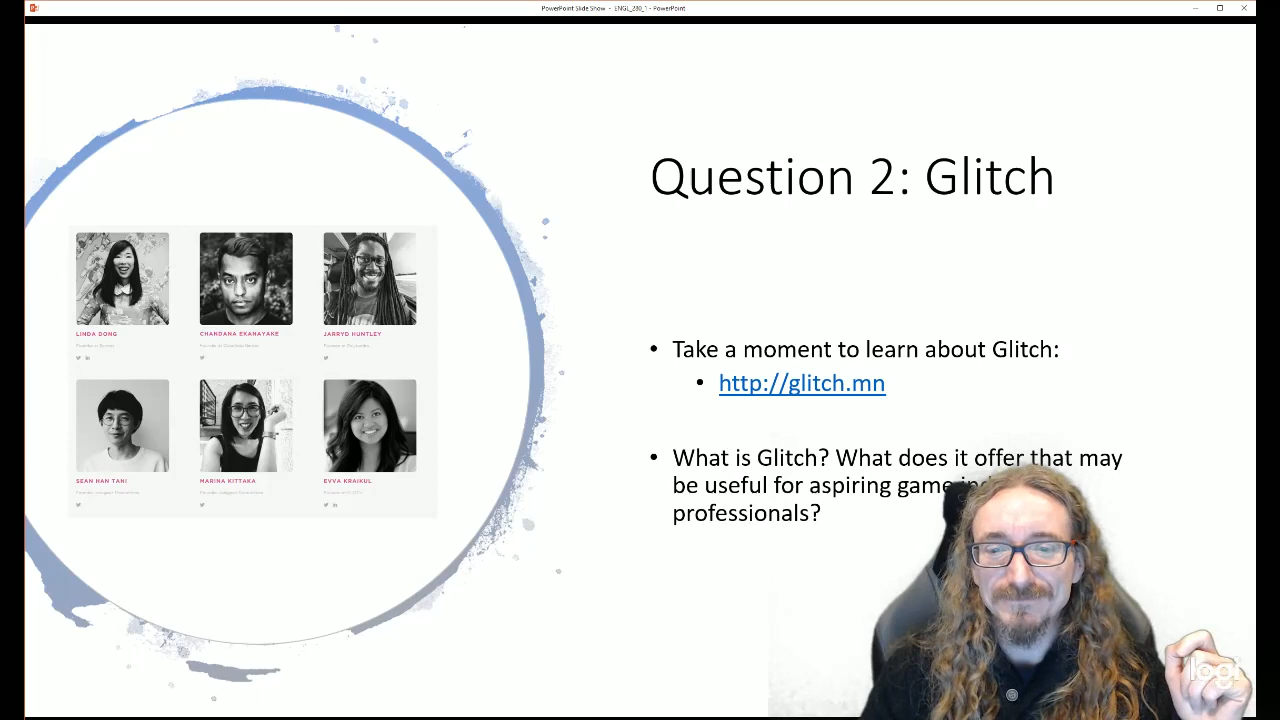 PowerPoint Slide Show - ENGL_280_1 - PowerPoint
Question 2: Glitch
LINDA DONG
CHANDANA EKANAYAKE
JARRYD HUNTLEY
SEAN HAN TANI
MARINA KITTAKA
EVVA KRAIKUL
• Take a moment to learn about Glitch:
• http://glitch.mn
• What is Glitch? What does it offer that may
be useful for aspiring game
professionals?
logi